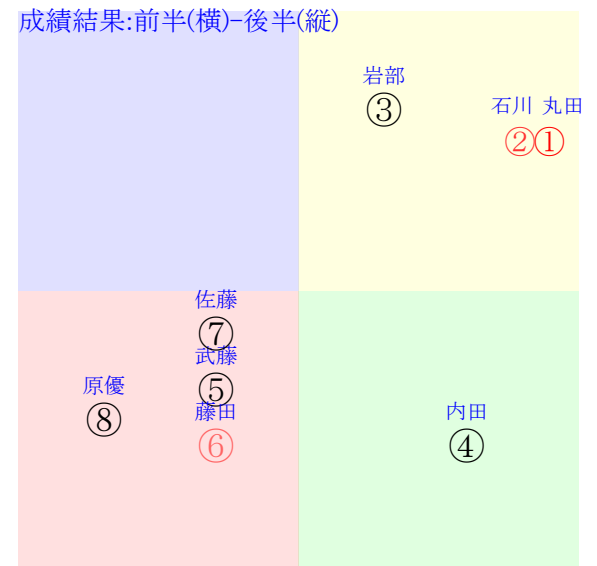 成績結果:前半(横)-後半(縦)
岩部
③
石川 丸田
②①
佐藤
⑦
武藤
⑤
原優
⑧
藤田
⑥
内田
④